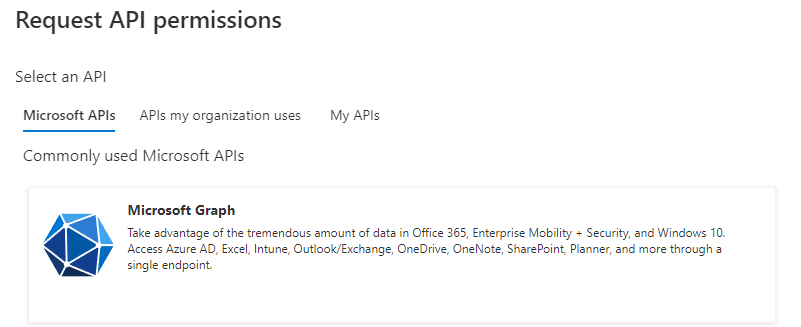 Request API permissions
Select an API
Microsoft APIs APIs my organization uses My APIs
Commonly used Microsoft APIs
Microsoft Graph
Take advantage of the tremendous amount of data in Office 365, Enterprise Mobility + Security, and Windows 10.
Access Azure AD, Excel, Intune, Outlook/Exchange, OneDrive, OneNote, SharePoint, Planner, and more through a
single endpoint.